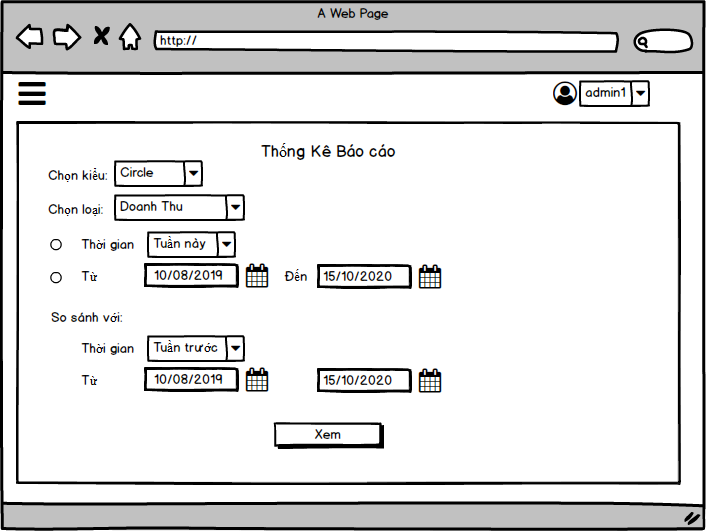 A Web Page
http://
admin1
Thống Kê Báo cáo
Chọn kiểu: Circle
Chọn loại: Doanh Thu
Thời gian Tuần này
Từ 10/08/2019 Đến 15/10/2020
So sánh với:
Thời gian Tuần trước
Từ 10/08/2019 15/10/2020
Xem